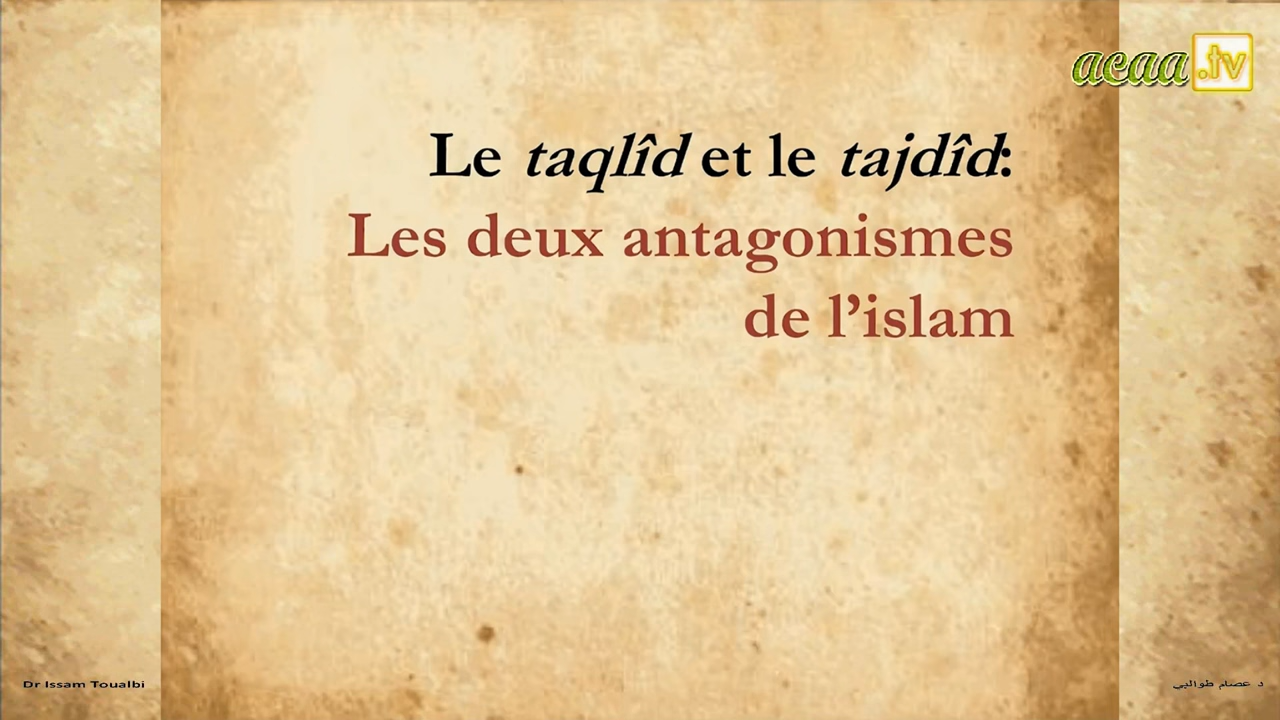 aeaa.tv
Le taqlîd et le tajdîd:
Les deux antagonismes
de l’islam
Dr Issam Toualbi
د عصام طوالبي